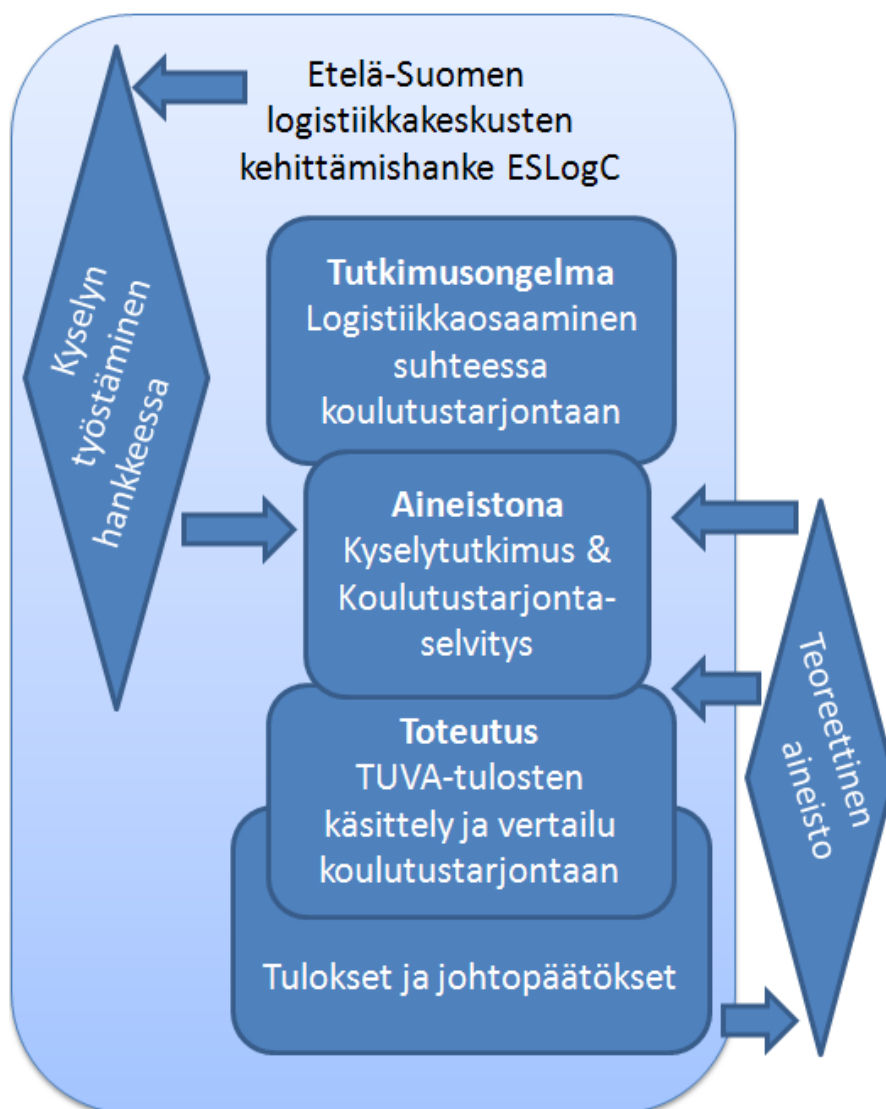 Etelä-Suomen
logistiikkakeskusten
kehittämishanke ESLogC
Kyselyn
työstäminen
hankkeessa
Tutkimusongelma
Logistiikkaosaaminen
suhteessa
koulutustarjontaan
Aineistona
Kyselytutkimus &
Koulutustarjonta-
selvitys
Toteutus
TUVA-tulosten
käsittely ja vertailu
koulutustarjontaan
Tulokset ja johtopäätökset
Teoreettinen
aineisto